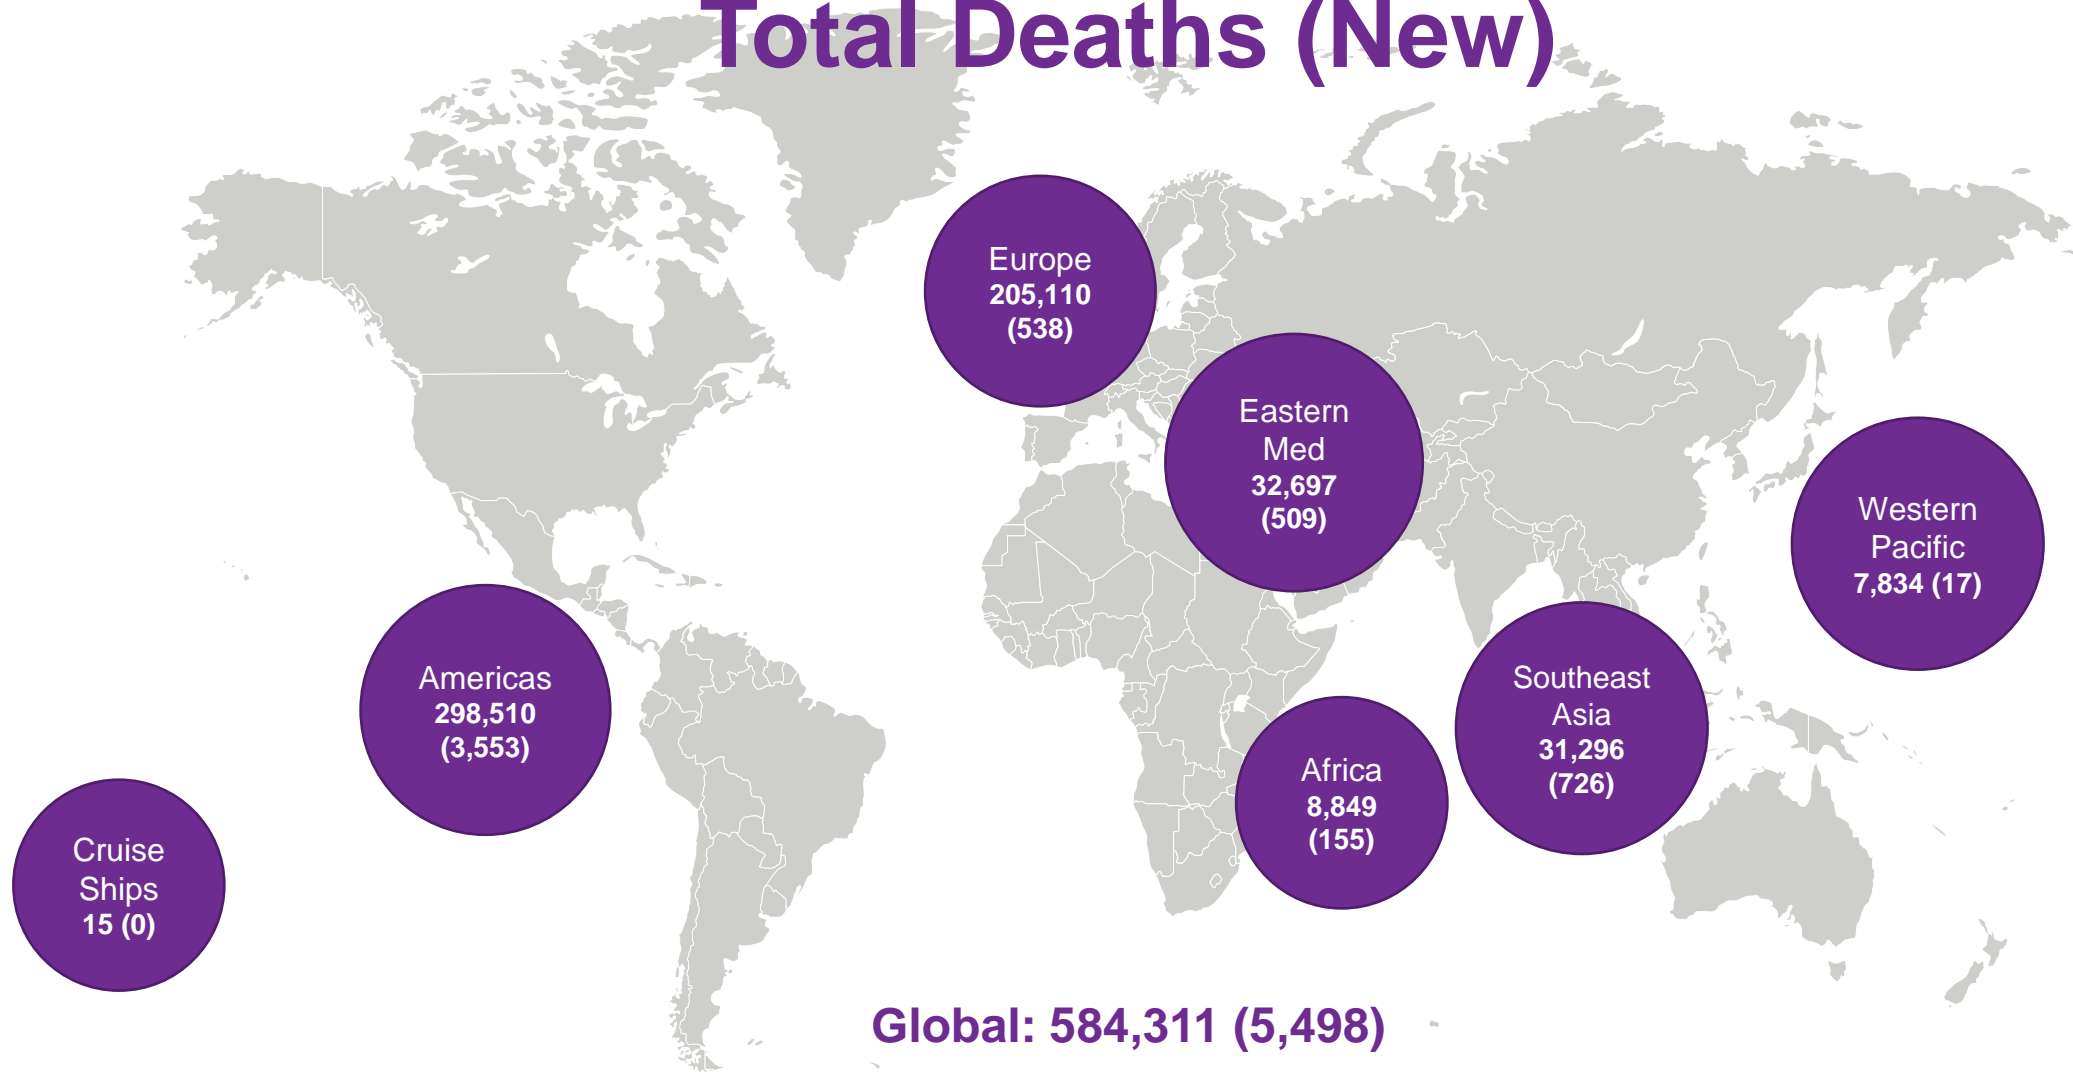 Total Deaths (New)
Europe
205,110
(538)
Eastern
Med
32,697
(509)
Western
Pacific
7,834 (17)
Americas
298,510
(3,553)
Southeast
Asia
31,296
(726)
Africa
8,849
(155)
Cruise
Ships
15 (0)
Global: 584,311 (5,498)